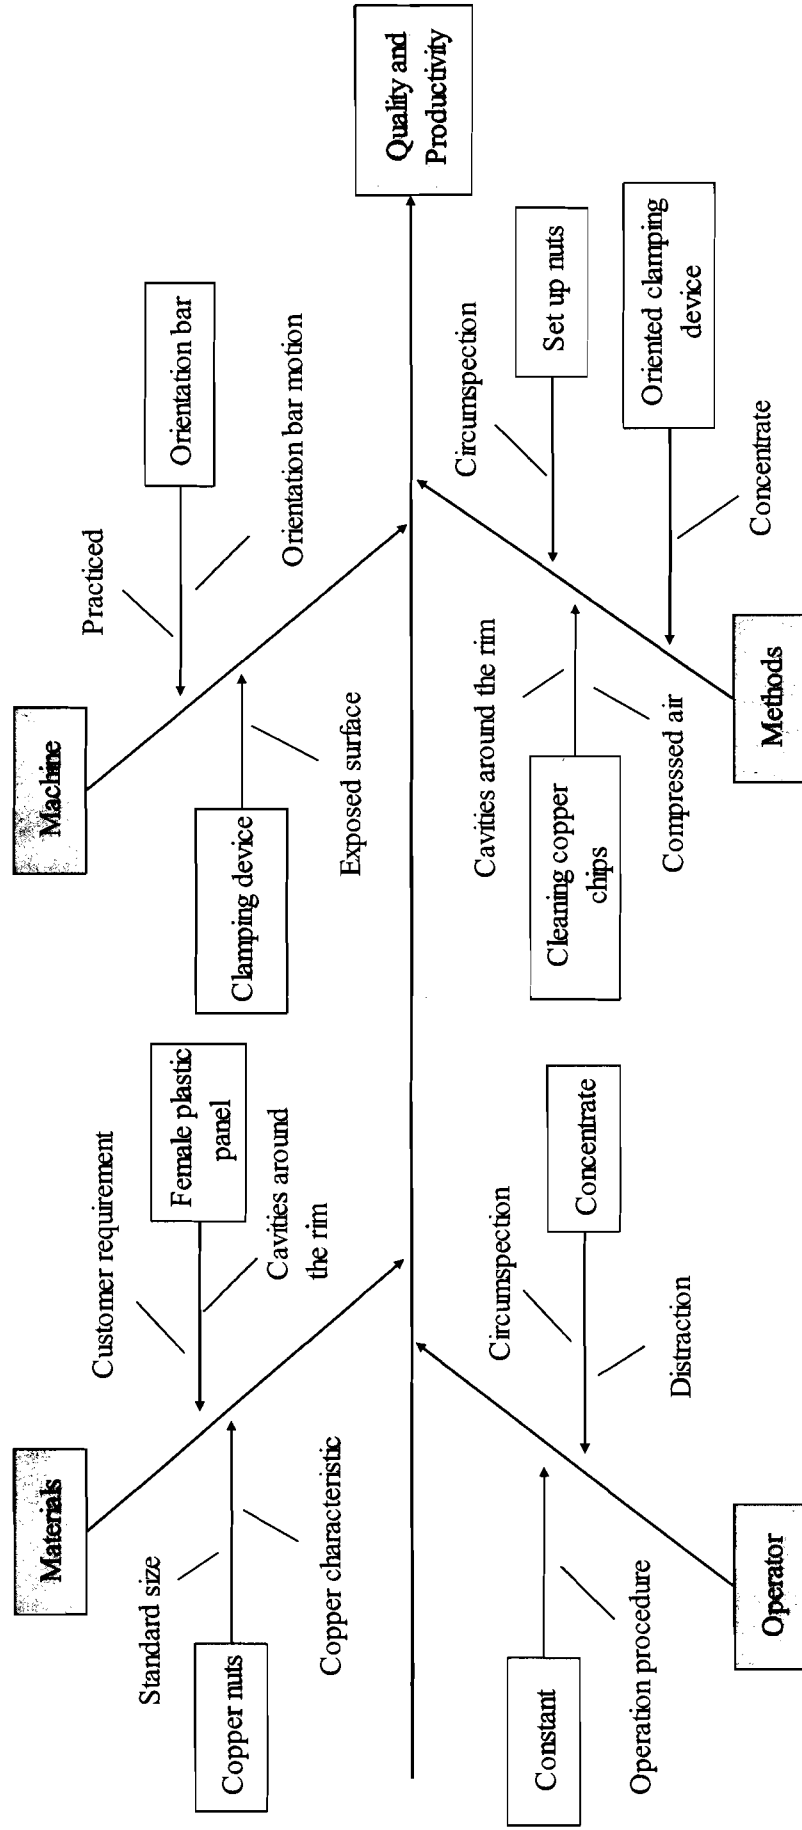 Materials
Machine
Customer requirement
Practiced
Standard size
Female plastic
panel
Orientation bar
Copper nuts
Cavities around
the rim
Clamping device
Orientation bar motion
Copper characteristic
Exposed surface
Quality and
Productivity
Circumspection
Cavities around the rim
Circumspection
Constant
Concentrate
Cleaning copper
chips
Set up nuts
Operation procedure
Distraction
Compressed air
Oriented clamping
device
Concentrate
Operator
Methods